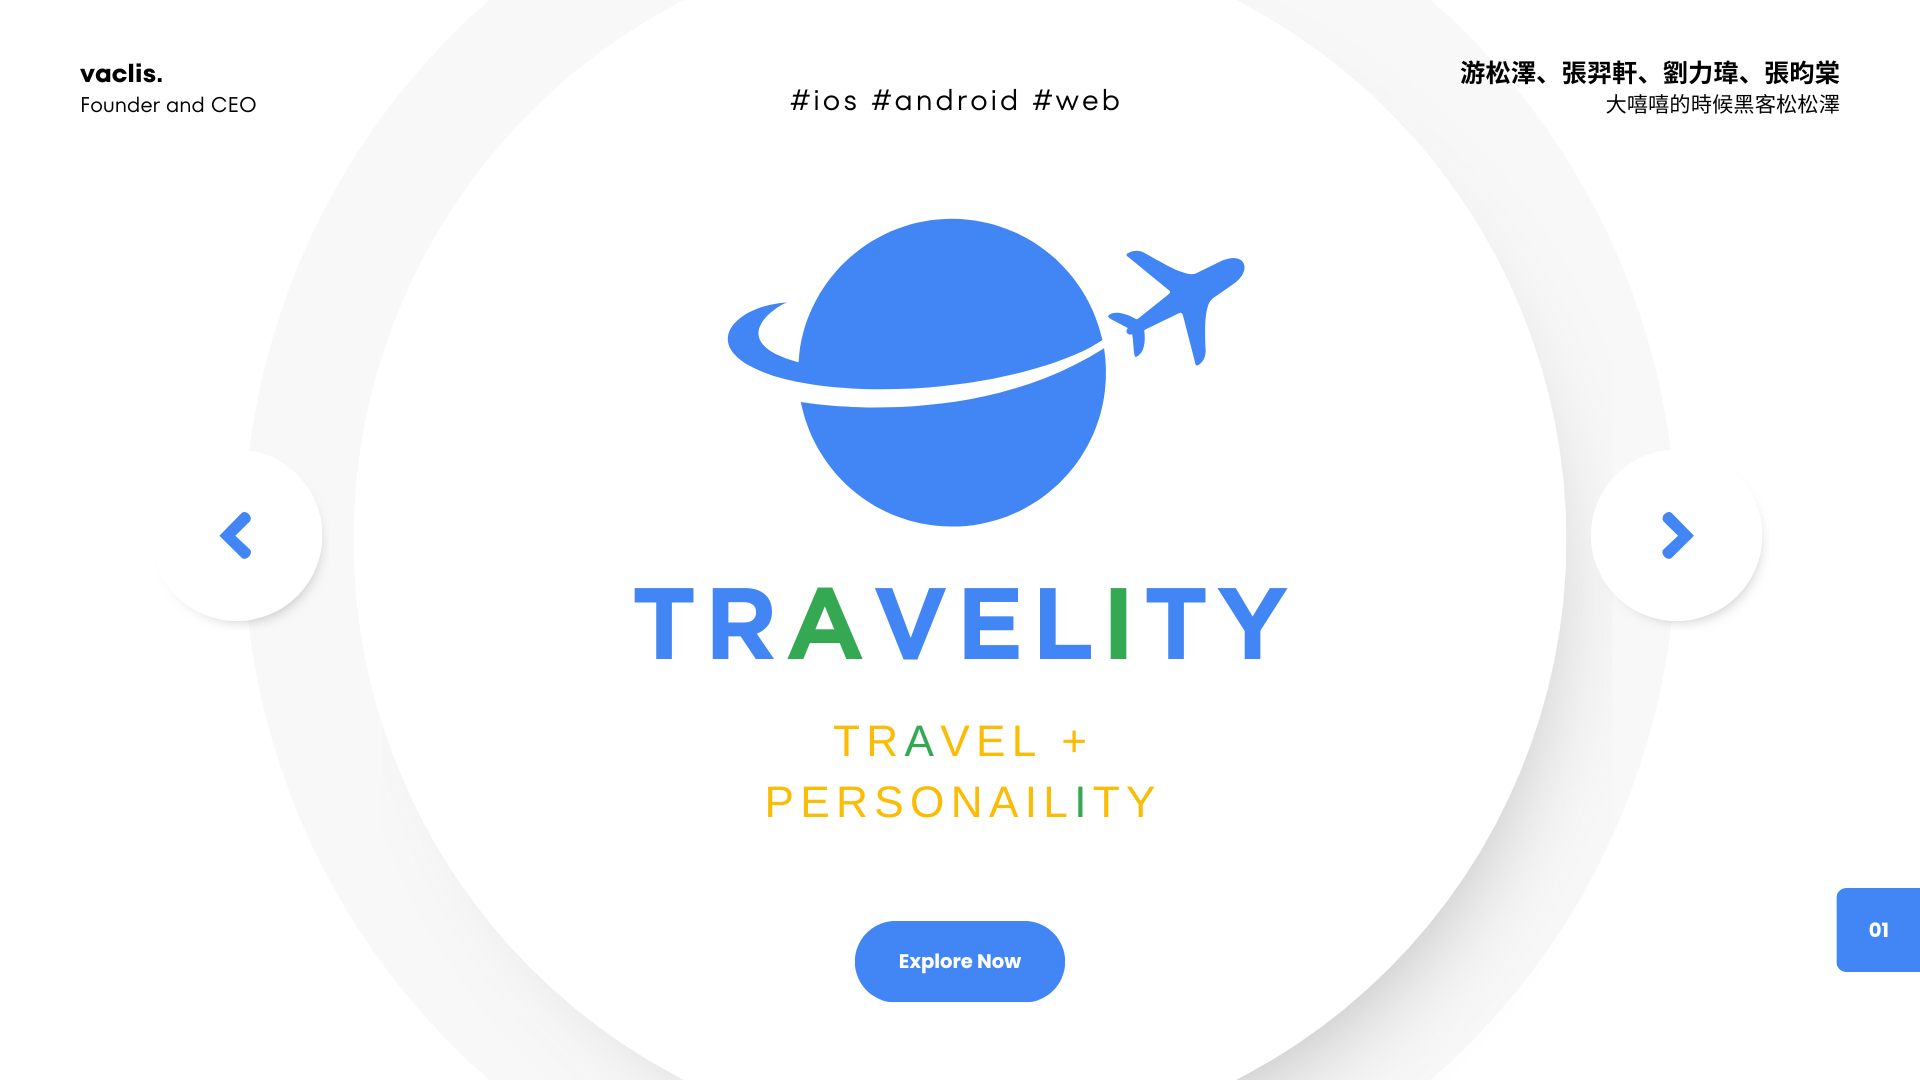 vaclis.
Founder and CEO
#ios #android #web
游松澤、張羿軒、劉力瑋、張昀棠
大嘻嘻的時候黑客松松澤
TRAVELITY
TRAVEL +
PERSONAILITY
Explore Now
01